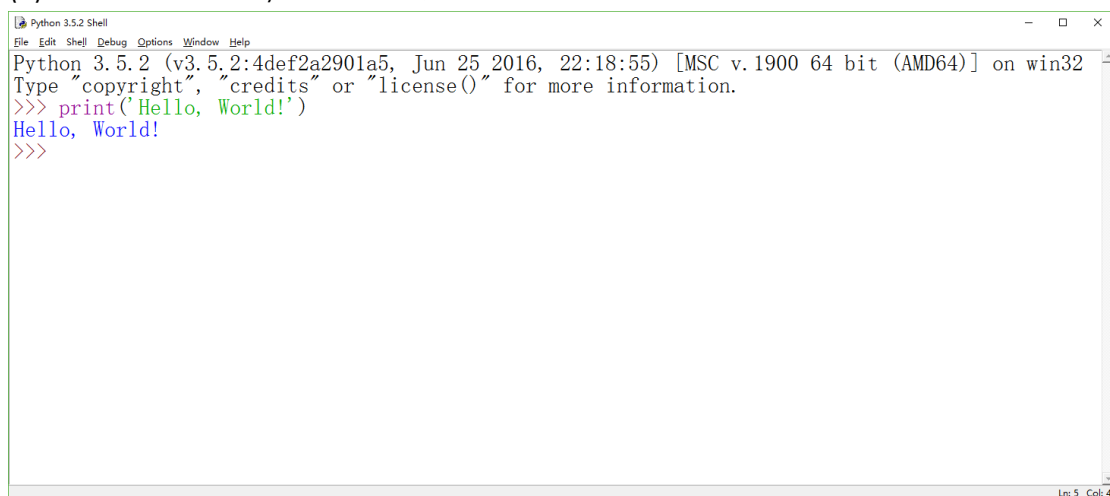 Python 3.5.2 Shell
File Edit Shell Debug Options Window Help
Python 3.5.2 (v3.5.2:4def2a2901a5, Jun 25 2016, 22:18:55) [MSC v.1900 64 bit (AMD64)] on win32
Type "copyright", "credits" or "license()" for more information.
>>> print('Hello, World!')
Hello, World!
>>>
Ln: 5 Col: 4